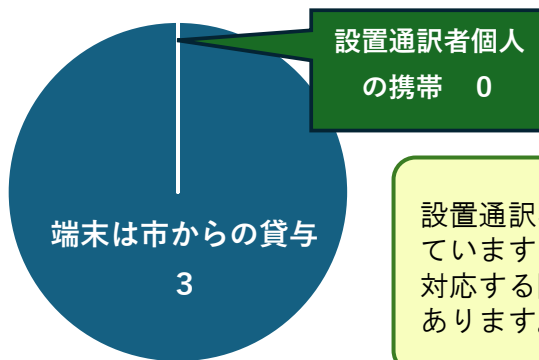 設置通訳者個人
の携帯　0
端末は市からの貸与
3
設置通訳
ています
対応する
あります